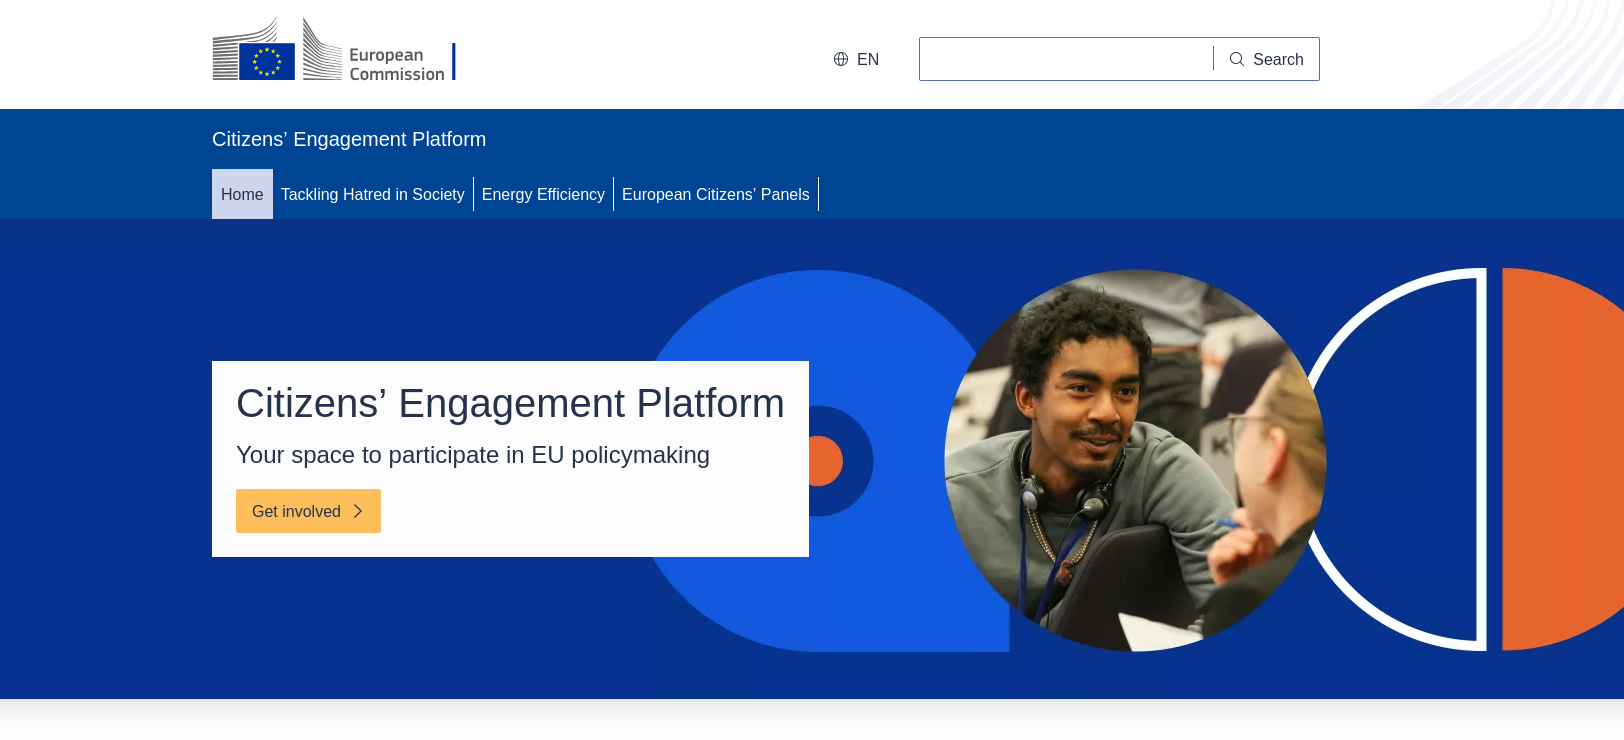 European
Commission
EN
Search
Citizens’ Engagement Platform
Home
Tackling Hatred in Society
Energy Efficiency
European Citizens’ Panels
Citizens’ Engagement Platform
Your space to participate in EU policymaking
Get involved